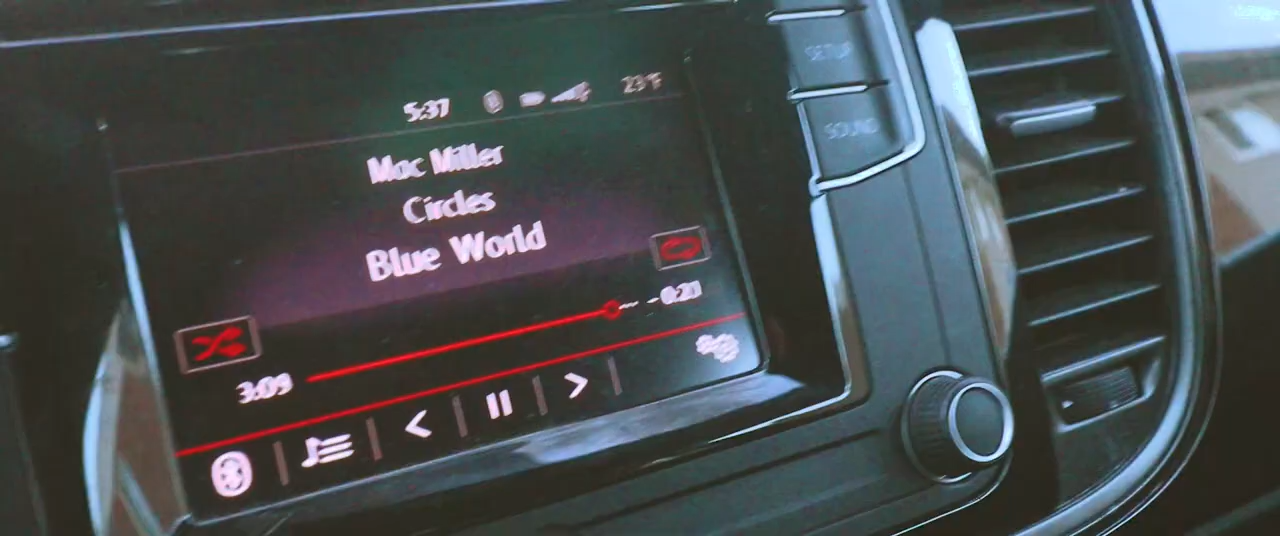 5:37 23°F
Mac Miller
Circles
Blue World
-0:20
3:09
SETUP
SOUND